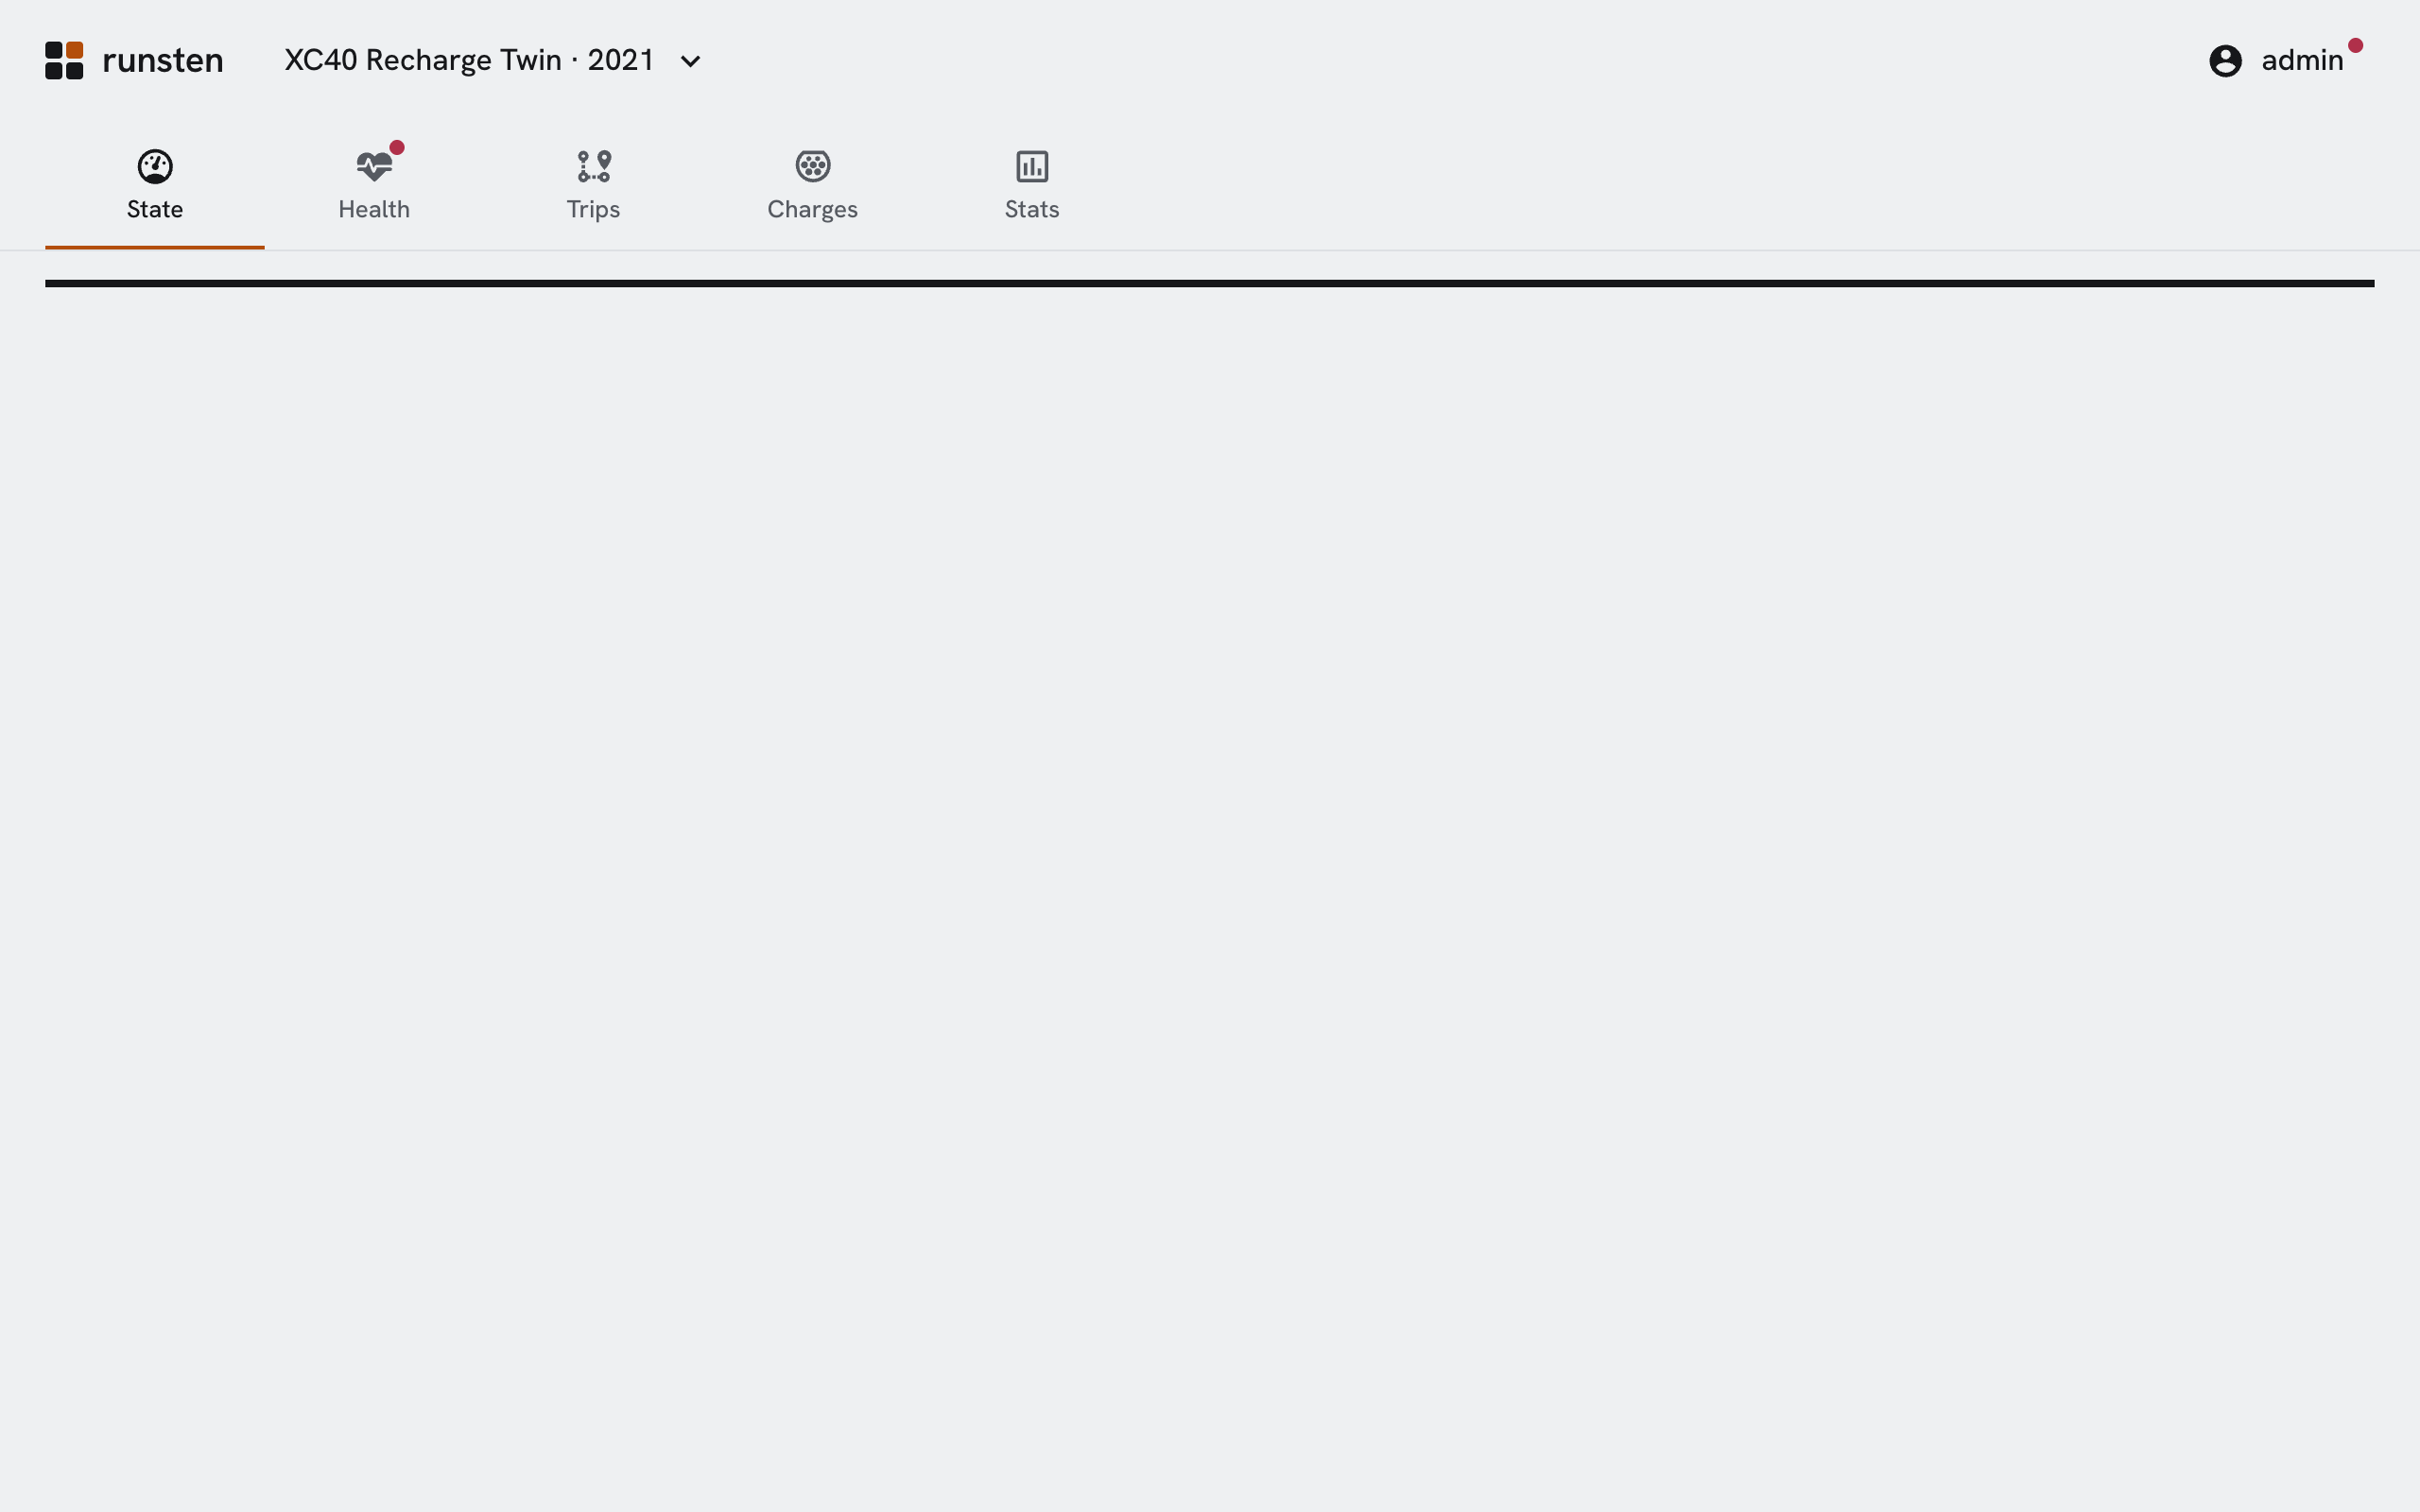 runsten
XC40 Recharge Twin · 2021
admin
State
Health
Trips
Charges
Stats